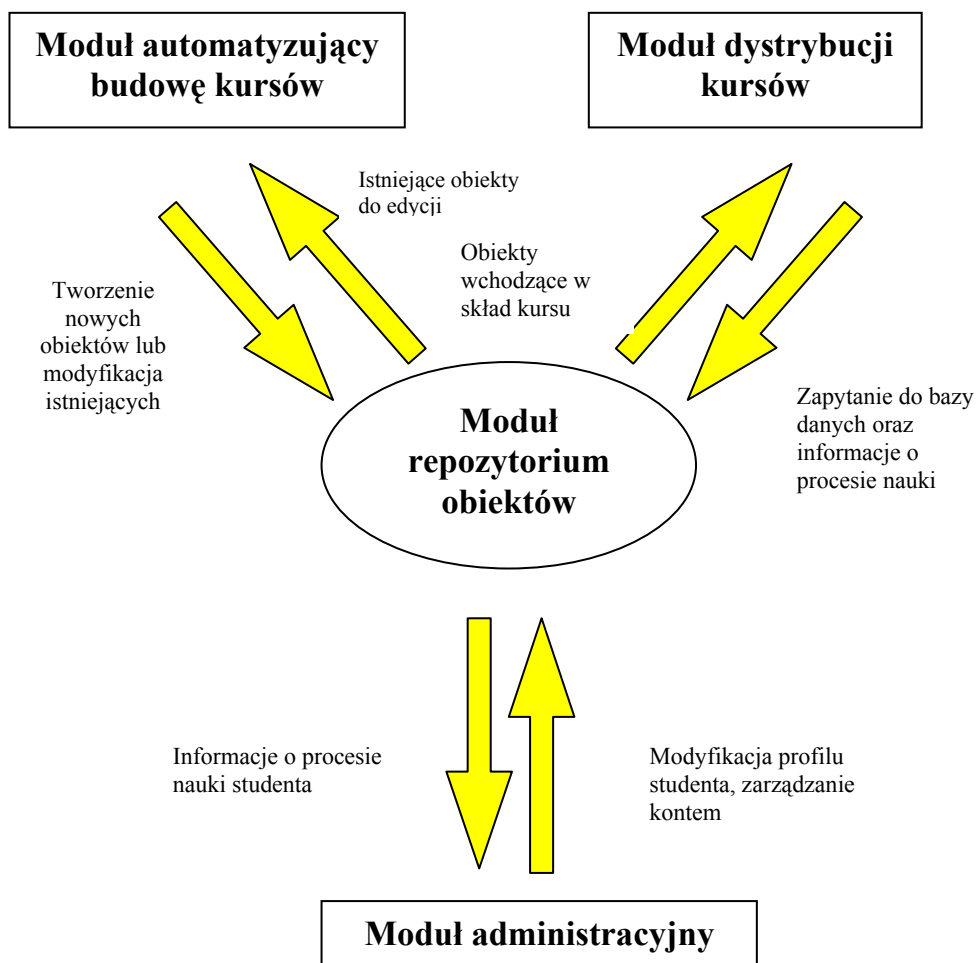 Moduł automatyzujący
budowę kursów
Moduł dystrybucji
kursów
Istniejące obiekty
do edycji
Obiekty
wchodzące w
skład kursu
Tworzenie
nowych
obiektów lub
modyfikacja
istniejących
Zapytanie do bazy
danych oraz
informacje o
procesie nauki
Moduł
repozytorium
obiektów
Informacje o procesie
nauki studenta
Modyfikacja profilu
studenta, zarządzanie
kontem
Moduł administracyjny